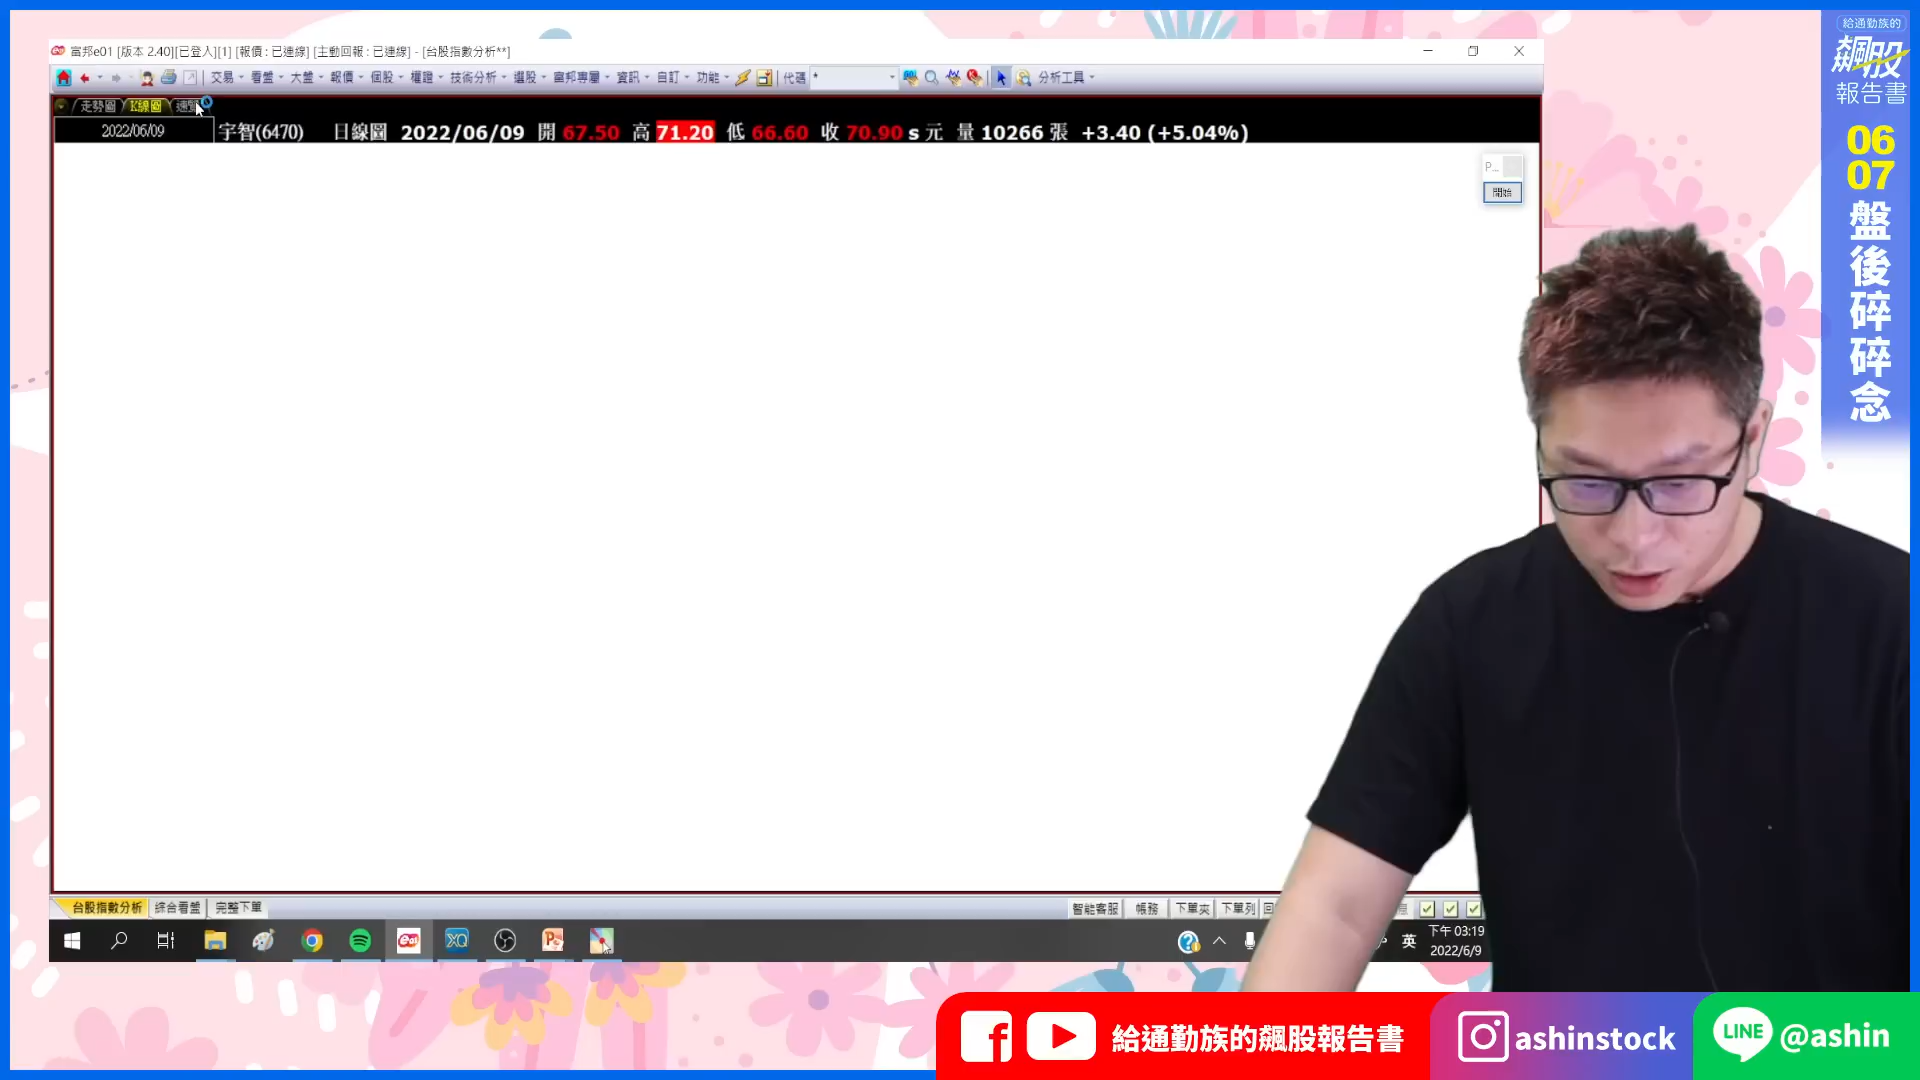 富邦e01 [版本 2.40][已登入][1] [報價 : 已連線] [主動回報 : 已連線] - [台股指數分析**]
交易 看盤 大盤 報價 個股 權證 技術分析 選股 富邦專屬 資訊 自訂 功能 代碼 * 分析工具
走勢圖 K線圖
2022/06/09 宇智(6470) 日線圖 2022/06/09 開 67.50 高 71.20 低 66.60 收 70.90 s 元 量 10266 張 +3.40 (+5.04%)
P...
開始
給通勤族的
飆股
報告書
06
07
盤後碎碎念
台股指數分析 綜合看盤 完整下單
智能客服 帳務 下單夾 下單列
英
下午 03:19
2022/6/9
給通勤族的飆股報告書
ashinstock
LINE
@ashin